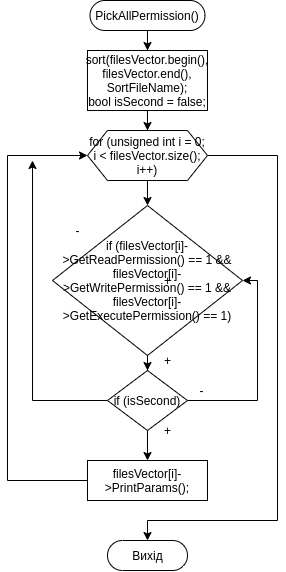 PickAllPermission()
sort(filesVector.begin(),
filesVector.end(),
SortFileName);
bool isSecond = false;
for (unsigned int i = 0;
i < filesVector.size();
i++)
-
if (filesVector[i]-
>GetReadPermission() == 1 &&
filesVector[i]-
>GetWritePermission() == 1 &&
filesVector[i]-
>GetExecutePermission() == 1)
+
+
-
if (isSecond)
+
filesVector[i]-
>PrintParams();
Вихід